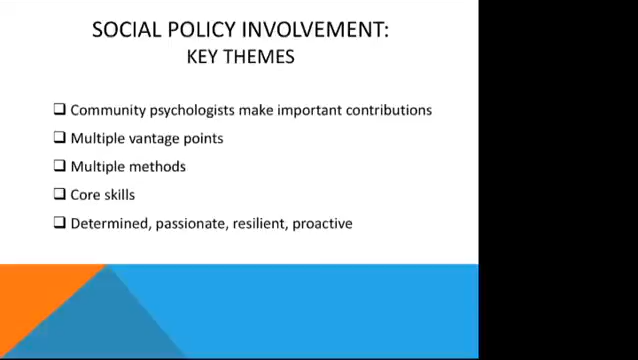 SOCIAL POLICY INVOLVEMENT:
KEY THEMES
❑ Community psychologists make important contributions
❑ Multiple vantage points
❑ Multiple methods
❑ Core skills
❑ Determined, passionate, resilient, proactive